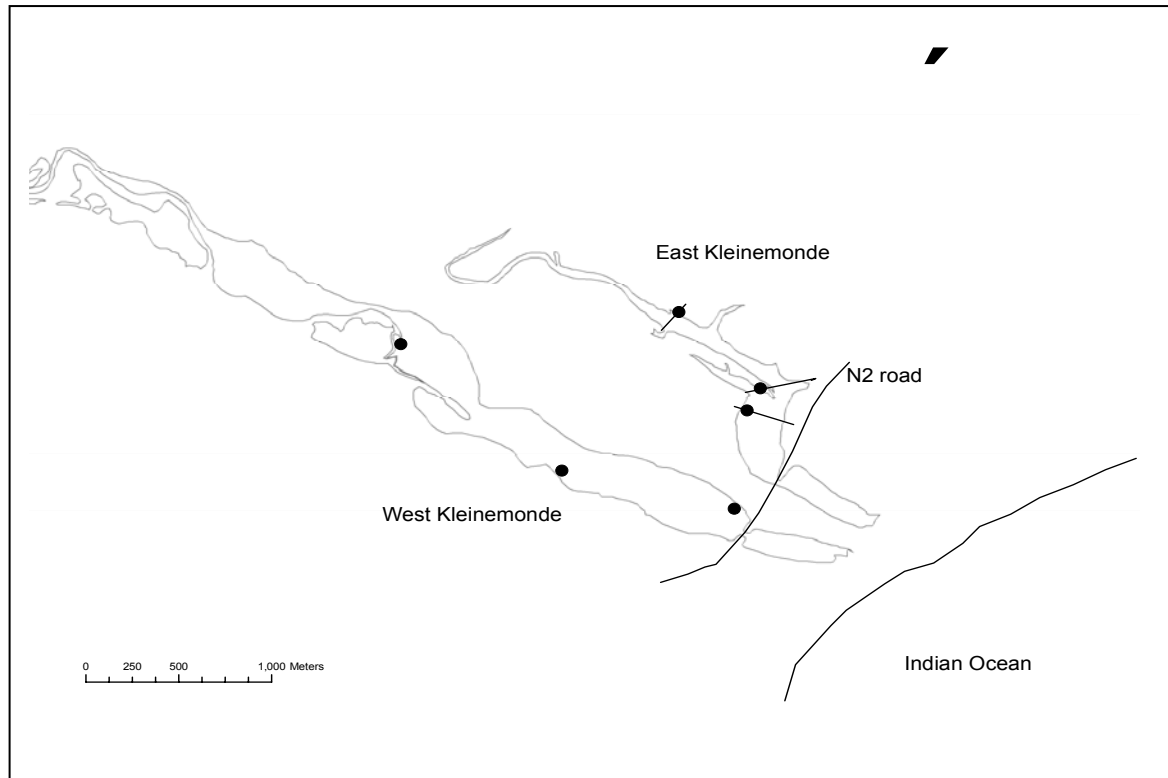 East Kleinemonde
N2 road
West Kleinemonde
0 250 500 1,000 Meters
Indian Ocean